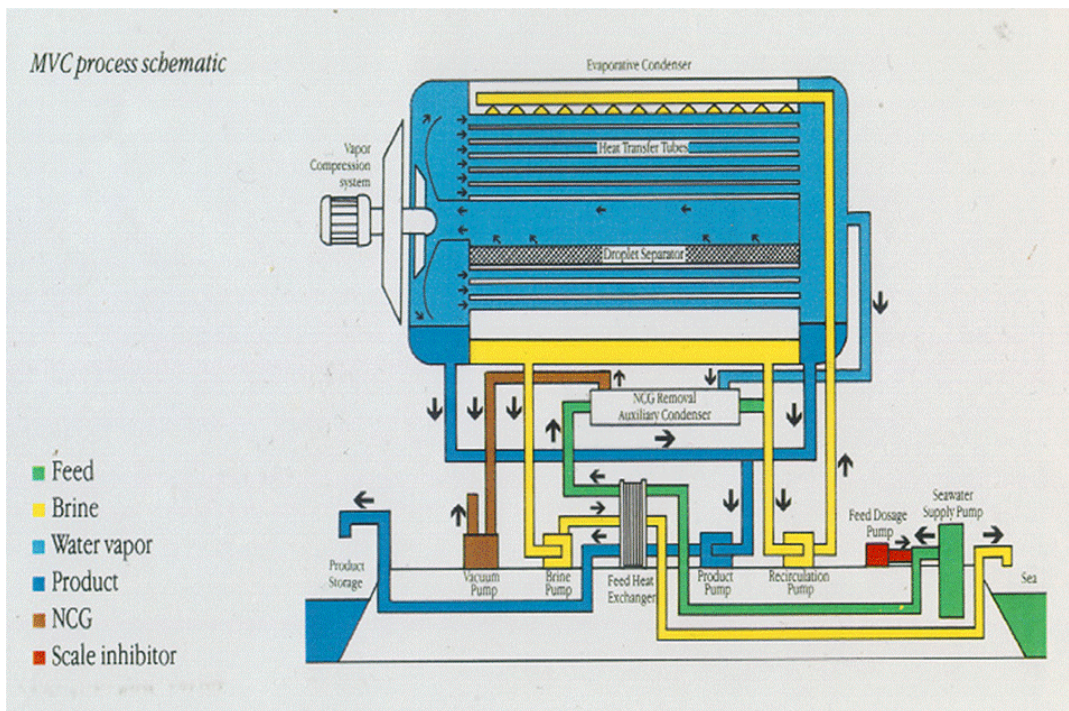 MVC process schematic
Evaporative Condenser
Vapor
Compression
system
Heat Transfer Tubes
Droplet Separator
NCG Removal
Auxiliary Condenser
Feed
Brine
Water vapor
Product
NCG
Scale inhibitor
Product
Storage
Vacuum
Pump
Brine
Pump
Feed Heat
Exchanger
Product
Pump
Recirculation
Pump
Feed Dosage
Pump
Seawater
Supply Pump
Sea